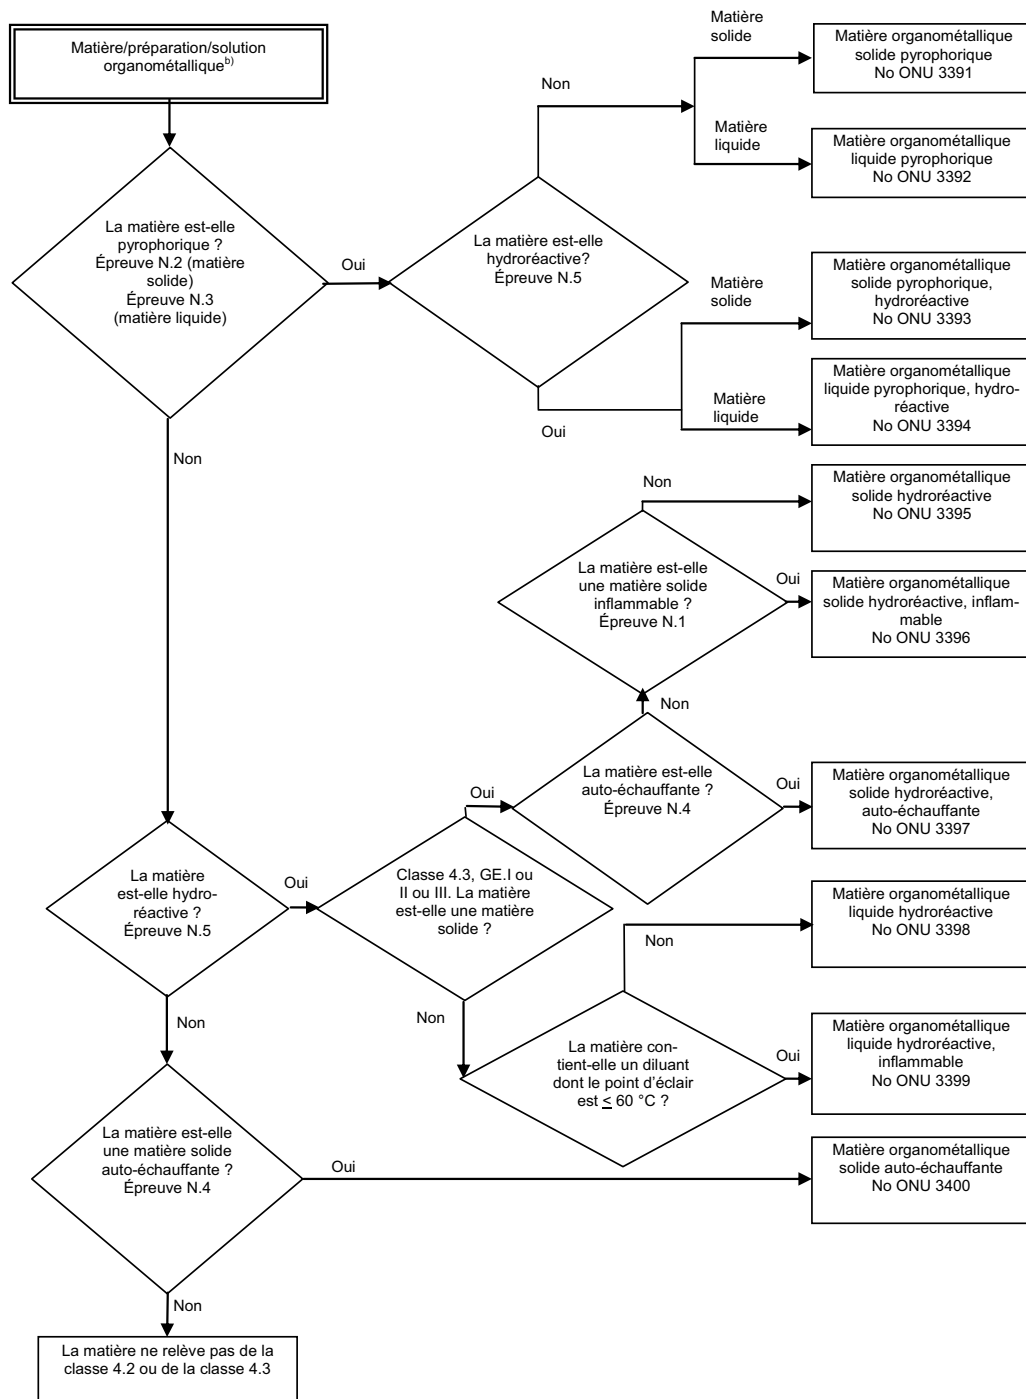 Matière/préparation/solution
organométallique b)
La matière est-elle
pyrophorique ?
Épreuve N.2 (matière
solide)
Épreuve N.3
(matière liquide)
Oui
Non
La matière est-elle
hydroréactive?
Épreuve N.5
Non
Oui
Matière
solide
Matière organométallique
solide pyrophorique
No ONU 3391
Matière
liquide
Matière organométallique
liquide pyrophorique
No ONU 3392
Matière
solide
Matière organométallique
solide pyrophorique,
hydroréactive
No ONU 3393
Matière
liquide
Matière organométallique
liquide pyrophorique, hydro-
réactive
No ONU 3394
Non
Matière organométallique
solide hydroréactive
No ONU 3395
La matière est-elle
une matière solide
inflammable ?
Épreuve N.1
Oui
Matière organométallique
solide hydroréactive, inflam-
mable
No ONU 3396
Non
La matière est-elle
auto-échauffante ?
Épreuve N.4
Oui
Matière organométallique
solide hydroréactive,
auto-échauffante
No ONU 3397
Oui
La matière
est-elle hydro-
réactive ?
Épreuve N.5
Oui
Classe 4.3, GE.I ou
II ou III. La matière
est-elle une matière
solide ?
Non
Non
Matière organométallique
liquide hydroréactive
No ONU 3398
La matière con-
tient-elle un diluant
dont le point d’éclair
est ≤ 60 °C ?
Oui
Matière organométallique
liquide hydroréactive,
inflammable
No ONU 3399
Non
La matière est-elle
une matière solide
auto-échauffante ?
Épreuve N.4
Oui
Matière organométallique
solide auto-échauffante
No ONU 3400
Non
La matière ne relève pas de la
classe 4.2 ou de la classe 4.3